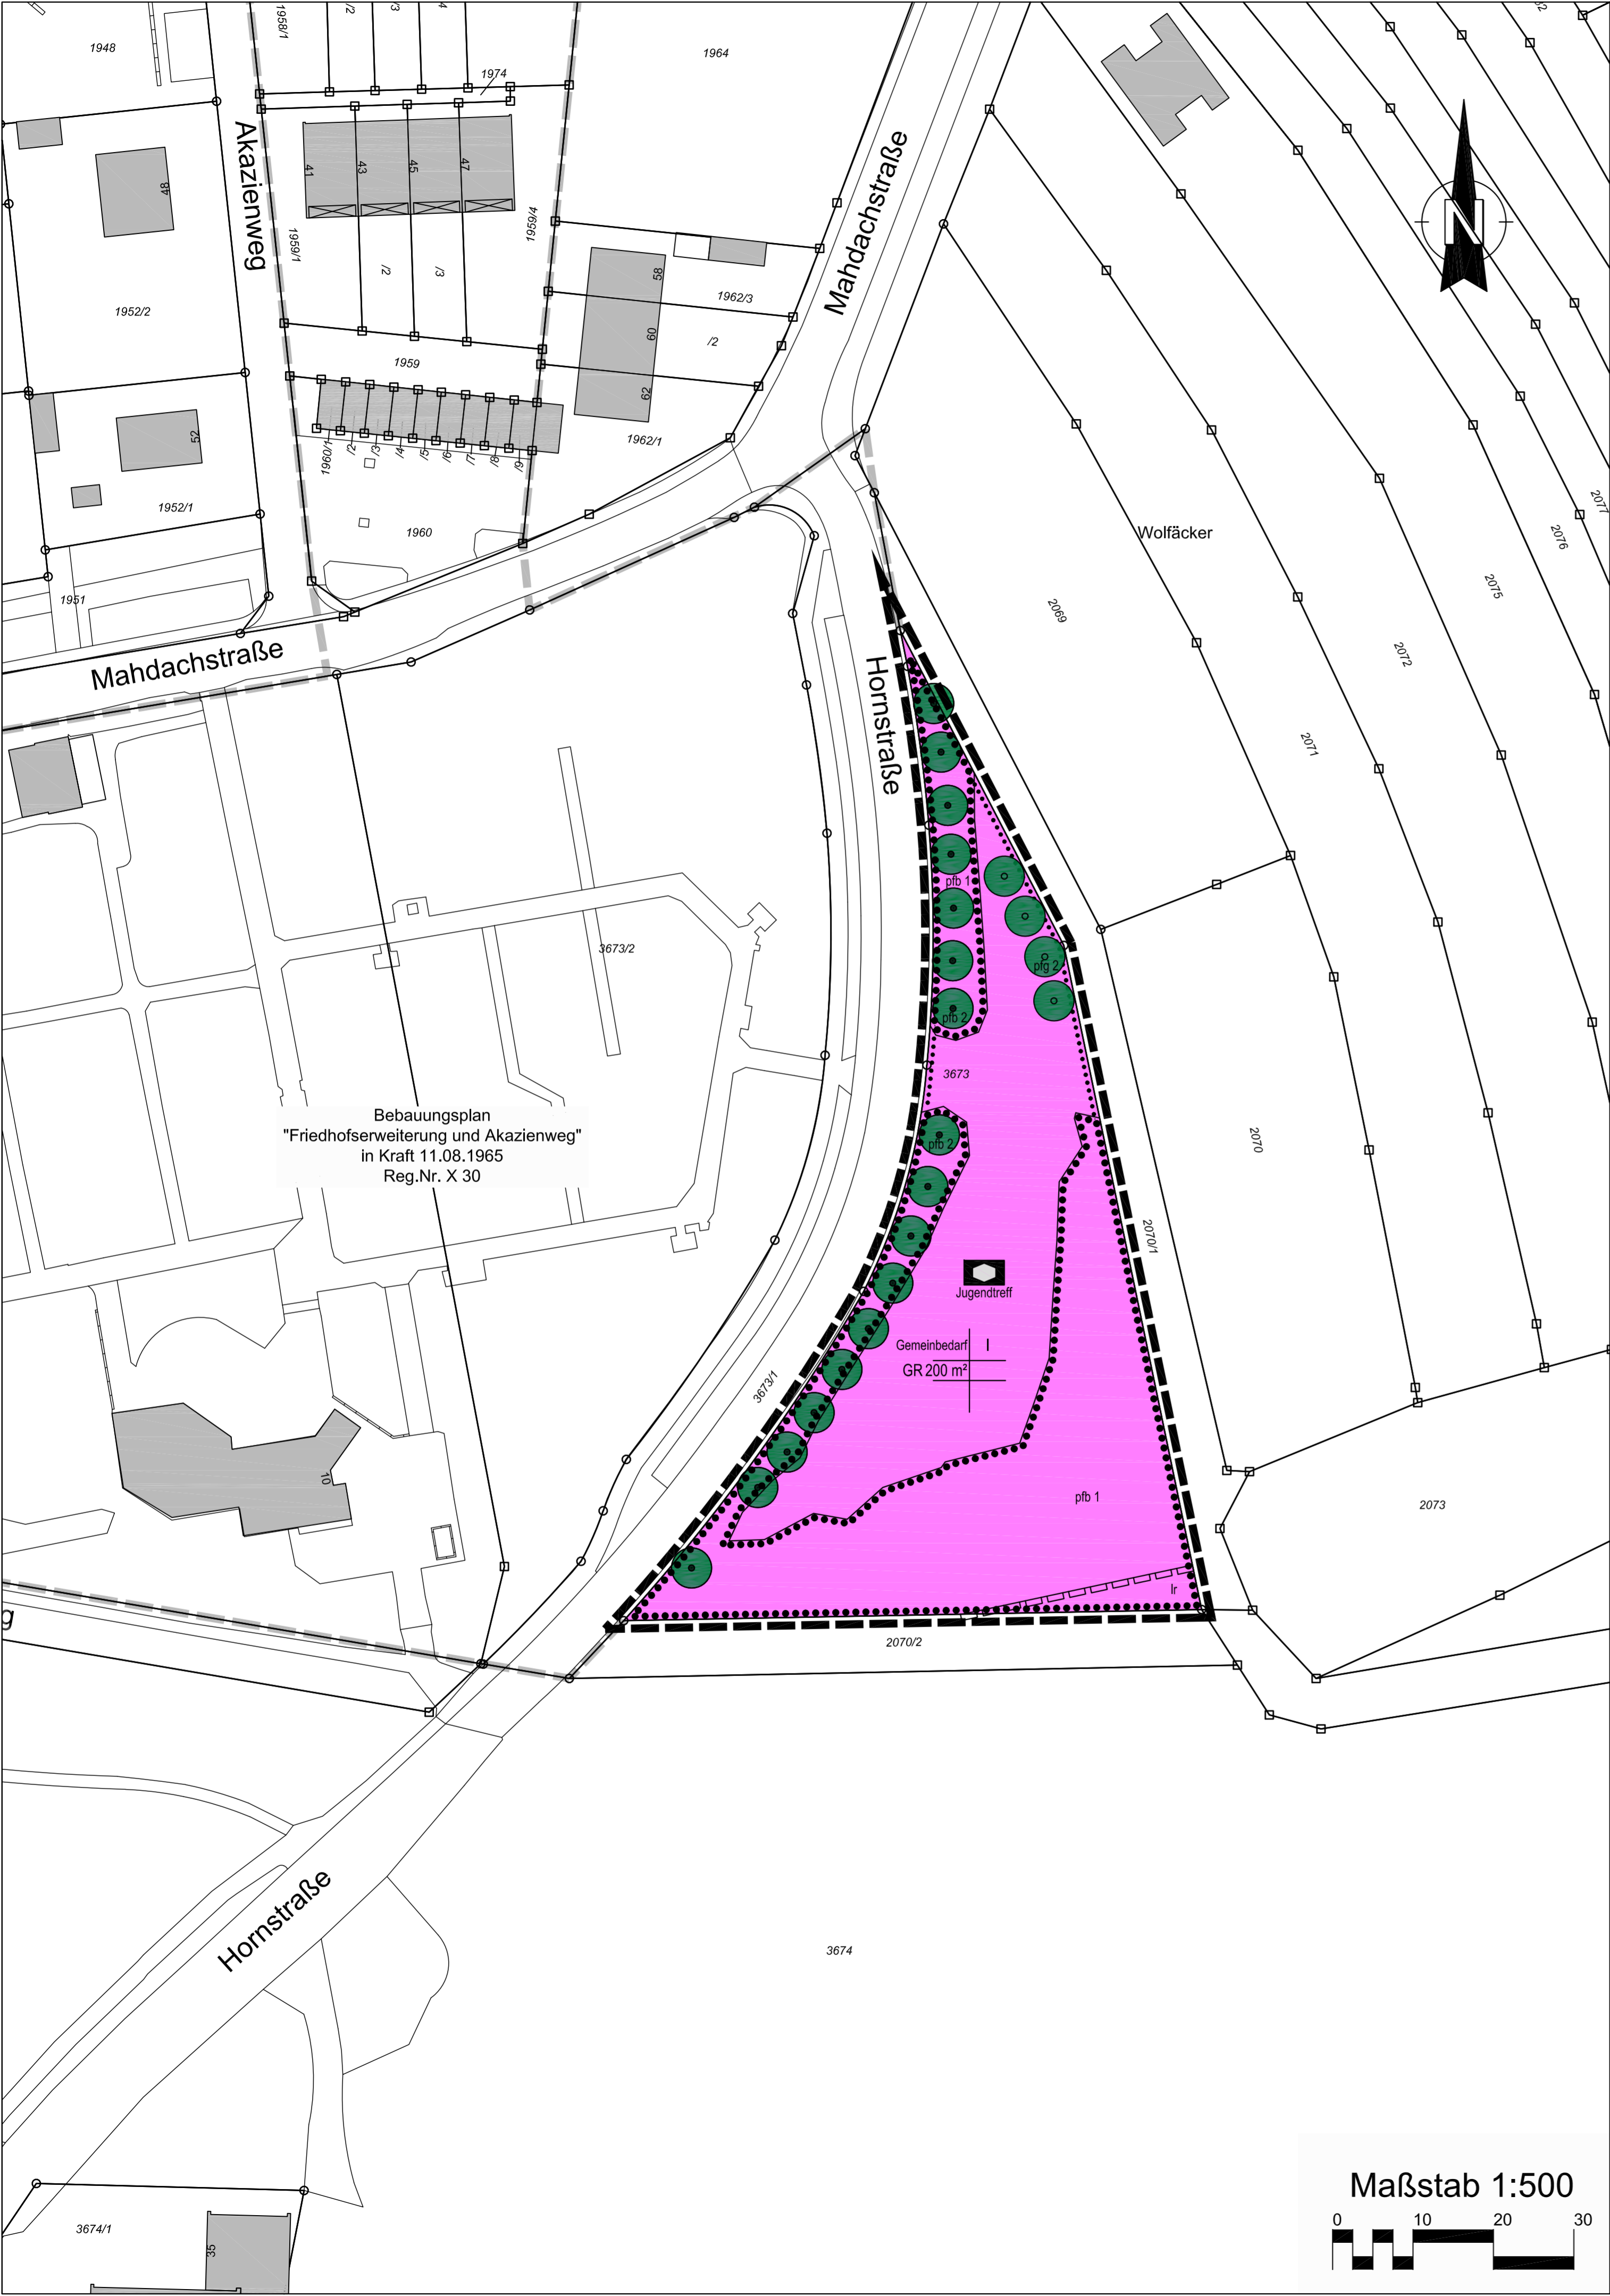 1948
1958/1
/2
/3
4
1974
1964
Akazienweg
41
43
45
47
48
1959/1
/2
/3
1959/4
Mahdachstraße
N
58
60
62
1962/3
/2
1962/1
1952/2
1959
52
1960/1
/2
/3
/4
/5
/6
/7
/8
/9
1952/1
1960
1951
Mahdachstraße
Wolfäcker
2077
2076
2075
2069
2072
2071
Hornstraße
pfb 1
pfg 2
pfb 2
3673/2
3673
Bebauungsplan
"Friedhofserweiterung und Akazienweg"
in Kraft 11.08.1965
Reg.Nr. X 30
pfb 2
2070
2070/1
Jugendtreff
Gemeinbedarf I
GR 200 m²
3673/1
10
pfb 1
2073
lr
g
2070/2
Hornstraße
3674
3674/1
35
Maßstab 1:500
0 10 20 30